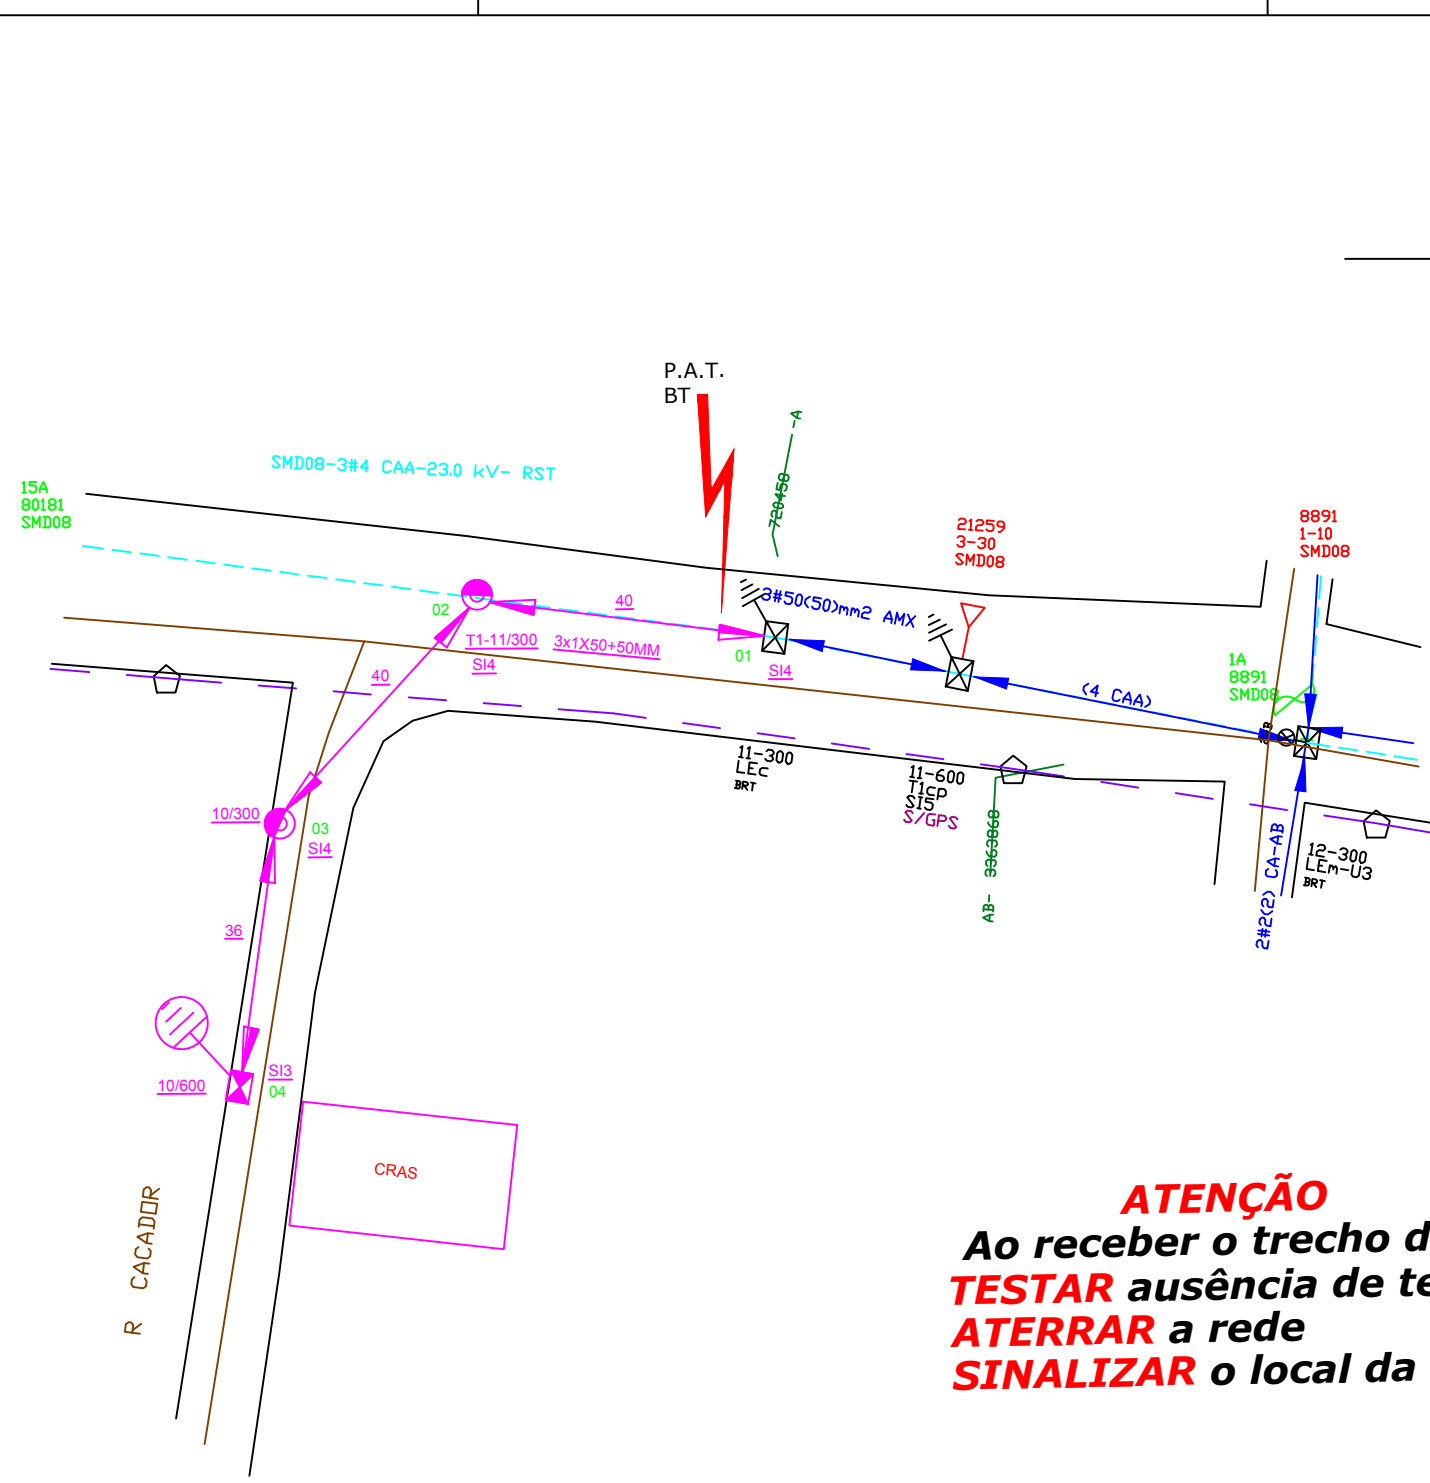 P.A.T.
BT
SMD08-3#4 CAA-23.0 kV- RST
15A
80181
SMD08
720458
-A
21259
3-30
SMD08
8891
1-10
SMD08
3#50(50)mm2 AMX
02
40
T1-11/300
SI4
3x1X50+50MM
01
SI4
1A
8891
SMD08
(4 CAA)
40
11-300
LEc
BRT
11-600
T1cp
SI5
S/GPS
AB- 3363868
2#2(2) CA-AB
12-300
LEm-U3
BRT
10/300
03
SI4
36
10/600
SI3
04
CRAS
R CACADOR
ATENÇÃO
Ao receber o trecho d
TESTAR ausência de te
ATERRAR a rede
SINALIZAR o local da